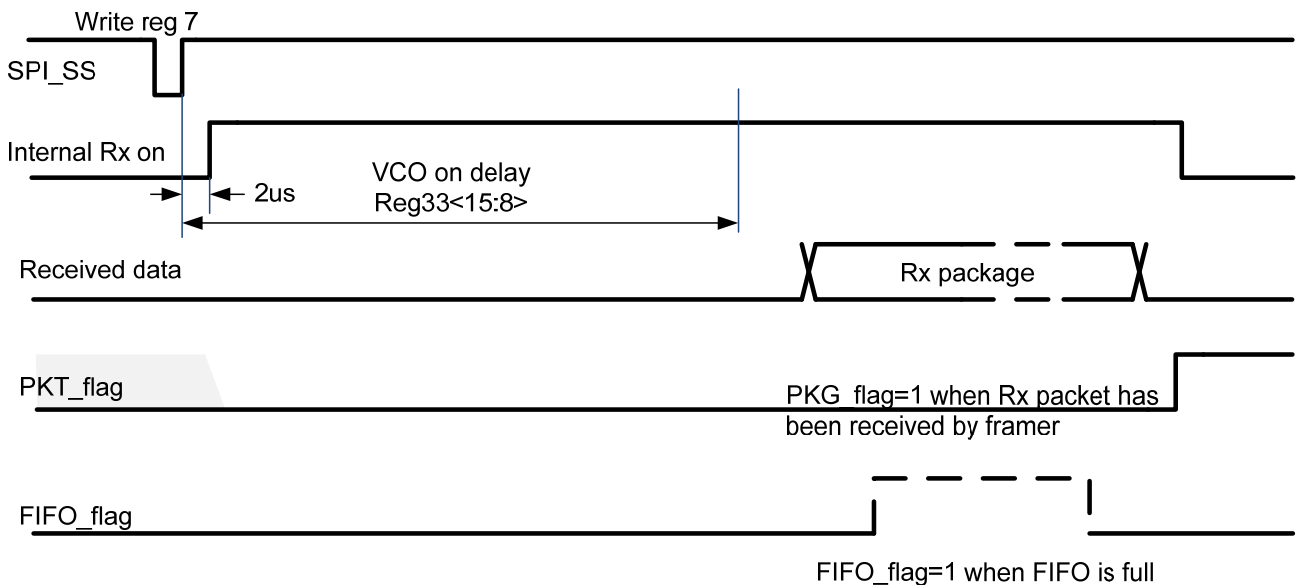 Write reg 7
SPI_SS
Internal Rx on
2us
VCO on delay
Reg33<15:8>
Received data
Rx package
PKT_flag
PKG_flag=1 when Rx packet has
been received by framer
FIFO_flag
FIFO_flag=1 when FIFO is full